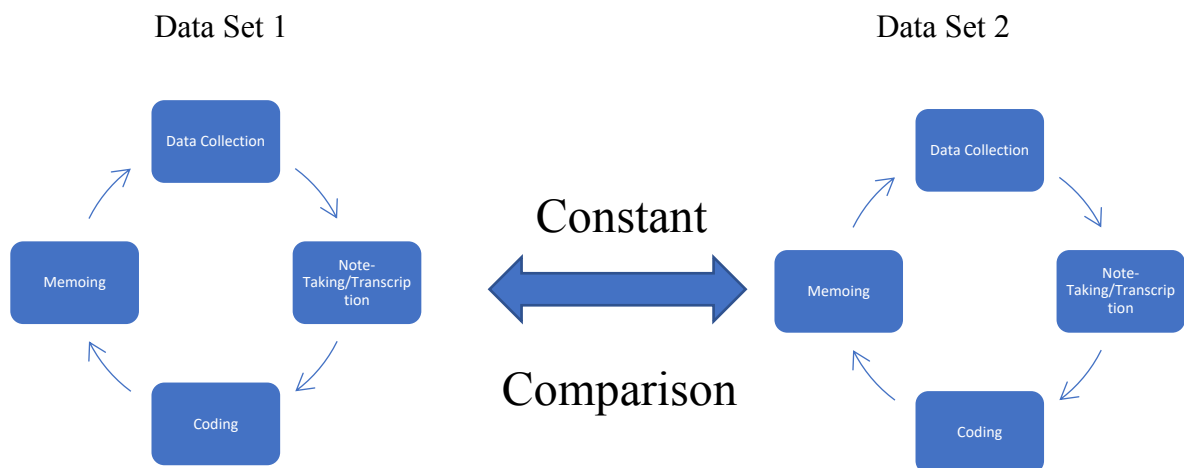 Data Set 1
Data Collection
Note-
Taking/Transcrip
tion
Coding
Memoing
Constant
Comparison
Data Set 2
Data Collection
Note-
Taking/Transcrip
tion
Coding
Memoing